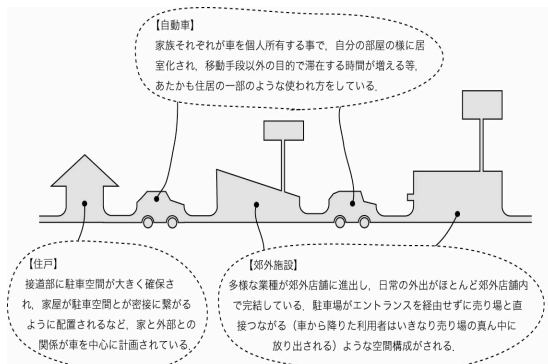 【自動車】
家族それぞれが車を個人所有する事で，自分の部屋の様に居
室化され，移動手段以外の目的で滞在する時間が増える等，
あたかも住居の一部のような使われ方をしている．
【住戸】
接道部に駐車空間が大きく確保さ
れ，家屋が駐車空間とが密接に繋がる
ように配置されるなど，家と外部との
関係が車を中心に計画されている．
【郊外施設】
多様な業種が郊外店舗に進出し，日常の外出がほとんど郊外店舗内
で完結している．駐車場がエントランスを経由せずに売り場と直
接つながる（車から降りた利用者はいきなり売り場の真ん中に
放り出される）ような空間構成がされる．